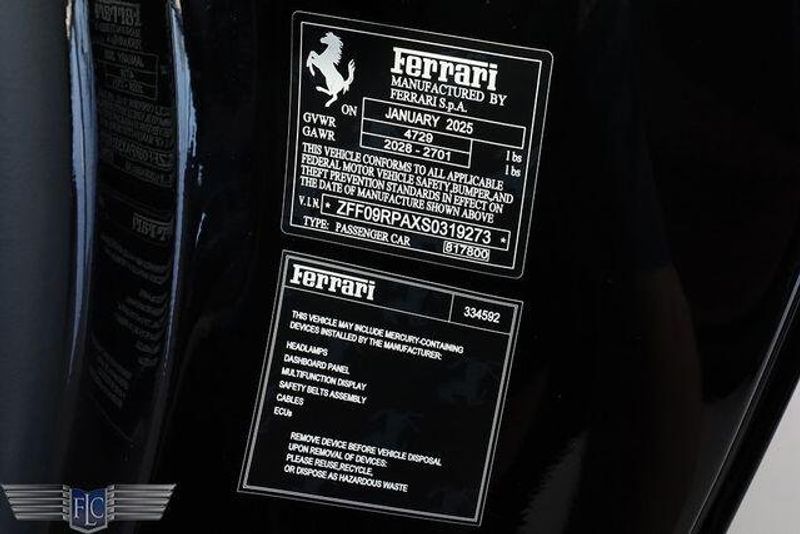 Ferrari
MANUFACTURED BY
FERRARI S.p.A.
ON JANUARY 2025
GVWR 4729 lbs
GAWR 2028 - 2701 lbs
THIS VEHICLE CONFORMS TO ALL APPLICABLE
FEDERAL MOTOR VEHICLE SAFETY, BUMPER, AND
THEFT PREVENTION STANDARDS IN EFFECT ON
THE DATE OF MANUFACTURE SHOWN ABOVE
V.I.N. * ZFF09RPAXS0319273 *
TYPE: PASSENGER CAR 817800
Ferrari 334592
THIS VEHICLE MAY INCLUDE MERCURY-CONTAINING
DEVICES INSTALLED BY THE MANUFACTURER:
HEADLAMPS
DASHBOARD PANEL
MULTIFUNCTION DISPLAY
SAFETY BELTS ASSEMBLY
CABLES
ECUs
REMOVE DEVICE BEFORE VEHICLE DISPOSAL
UPON REMOVAL OF DEVICES:
PLEASE REUSE,RECYCLE,
OR DISPOSE AS HAZARDOUS WASTE
FLC